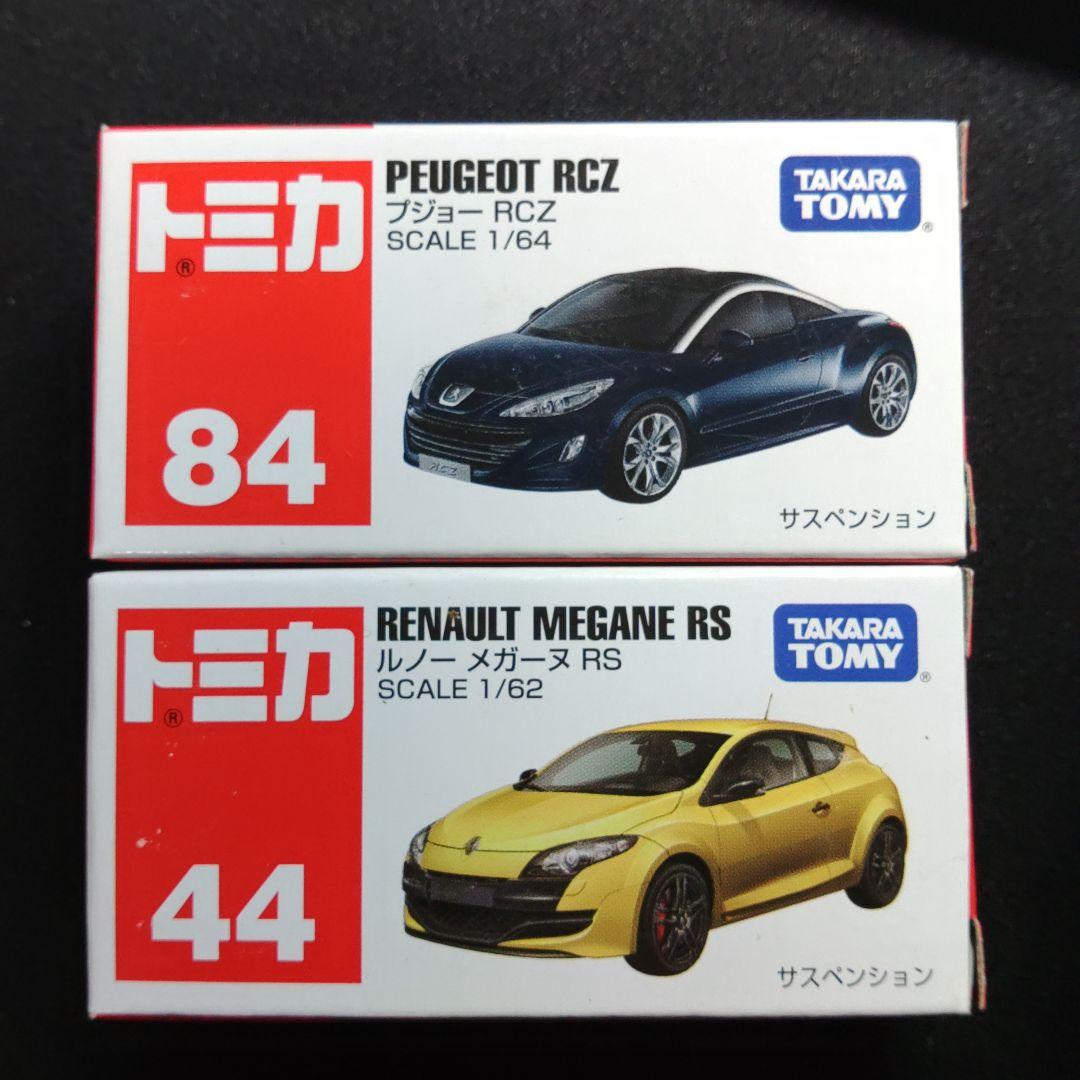 トミカ
®
84
PEUGEOT RCZ
プジョー RCZ
SCALE 1/64
TAKARA
TOMY
®
RCZ
サスペンション
トミカ
®
44
RENAULT MEGANE RS
ルノー メガーヌ RS
SCALE 1/62
TAKARA
TOMY
®
サスペンション